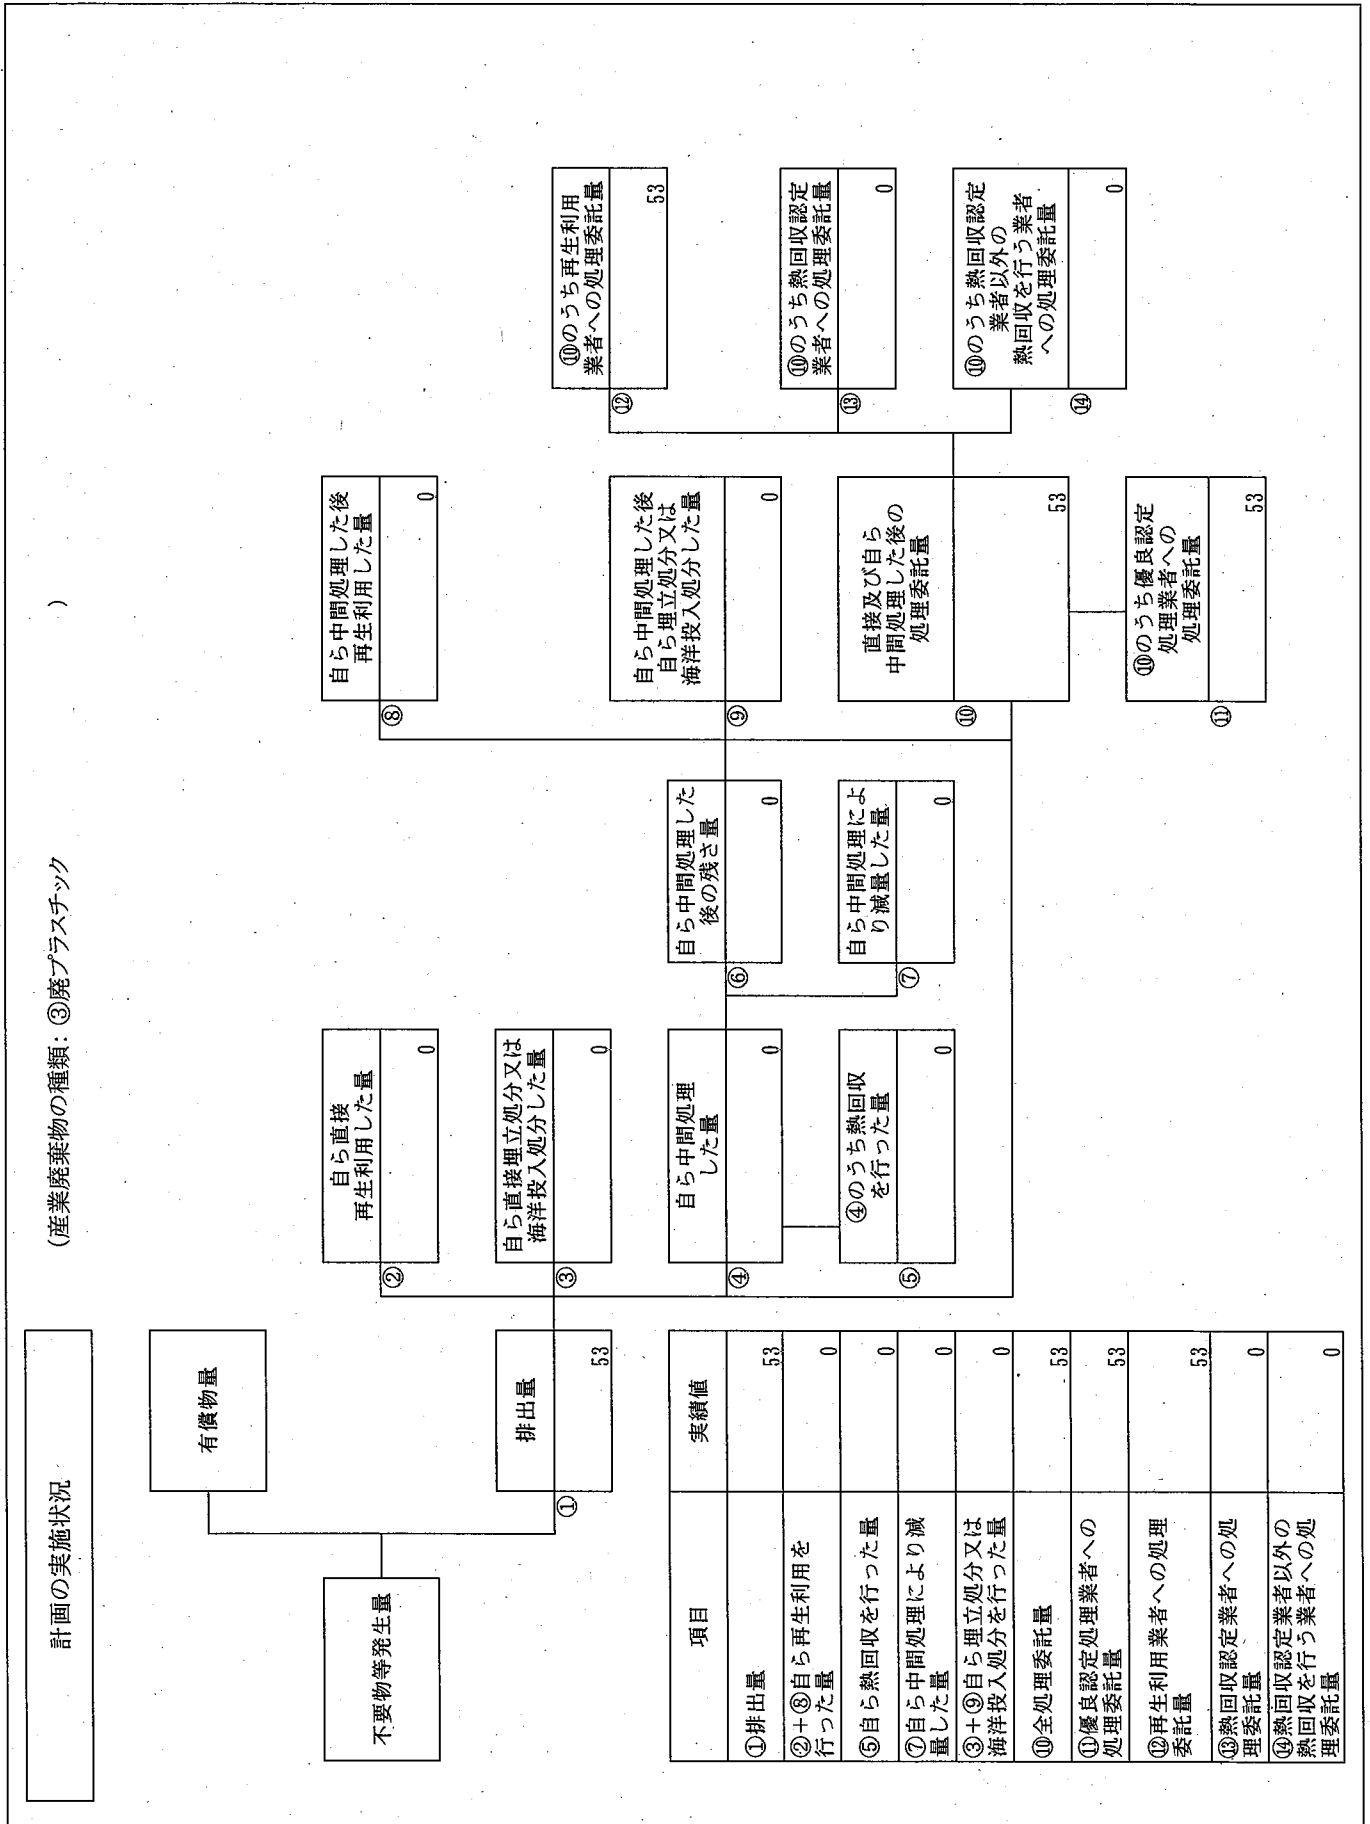 計画の実施状況
(産業廃棄物の種類：③廃プラスチック
)
不要物等発生量
有償物量
①
排出量
53
②
自ら直接
再生利用した量
0
③
自ら直接埋立処分又は
海洋投入処分した量
0
④
自ら中間処理
した量
0
⑤
④のうち熱回収
を行った量
0
⑥
自ら中間処理した
後の残さ量
0
⑦
自ら中間処理によ
り減量した量
0
⑧
自ら中間処理した後
再生利用した量
0
⑨
自ら中間処理した後
自ら埋立処分又は
海洋投入処分した量
0
⑩
直接及び自ら
中間処理した後の
処理委託量
53
⑪
⑩のうち優良認定
処理業者への
処理委託量
53
⑫
⑩のうち再生利用
業者への処理委託量
53
⑬
⑩のうち熱回収認定
業者への処理委託量
0
⑭
⑩のうち熱回収認定
業者以外の
熱回収を行う業者
への処理委託量
0
項目 実績値
①排出量 53
②＋⑧自ら再生利用を
行った量 0
⑤自ら熱回収を行った量 0
⑦自ら中間処理により減
量した量 0
③＋⑨自ら埋立処分又は
海洋投入処分を行った量 0
⑩全処理委託量 53
⑪優良認定処理業者への
処理委託量 53
⑫再生利用業者への処理
委託量 53
⑬熱回収認定業者への処
理委託量 0
⑭熱回収認定業者以外の
熱回収を行う業者への処
理委託量 0